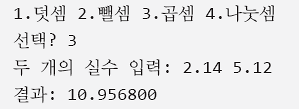 1.덧셈 2.뺄셈 3.곱셈 4.나눗셈
선택? 3
두 개의 실수 입력: 2.14 5.12
결과: 10.956800